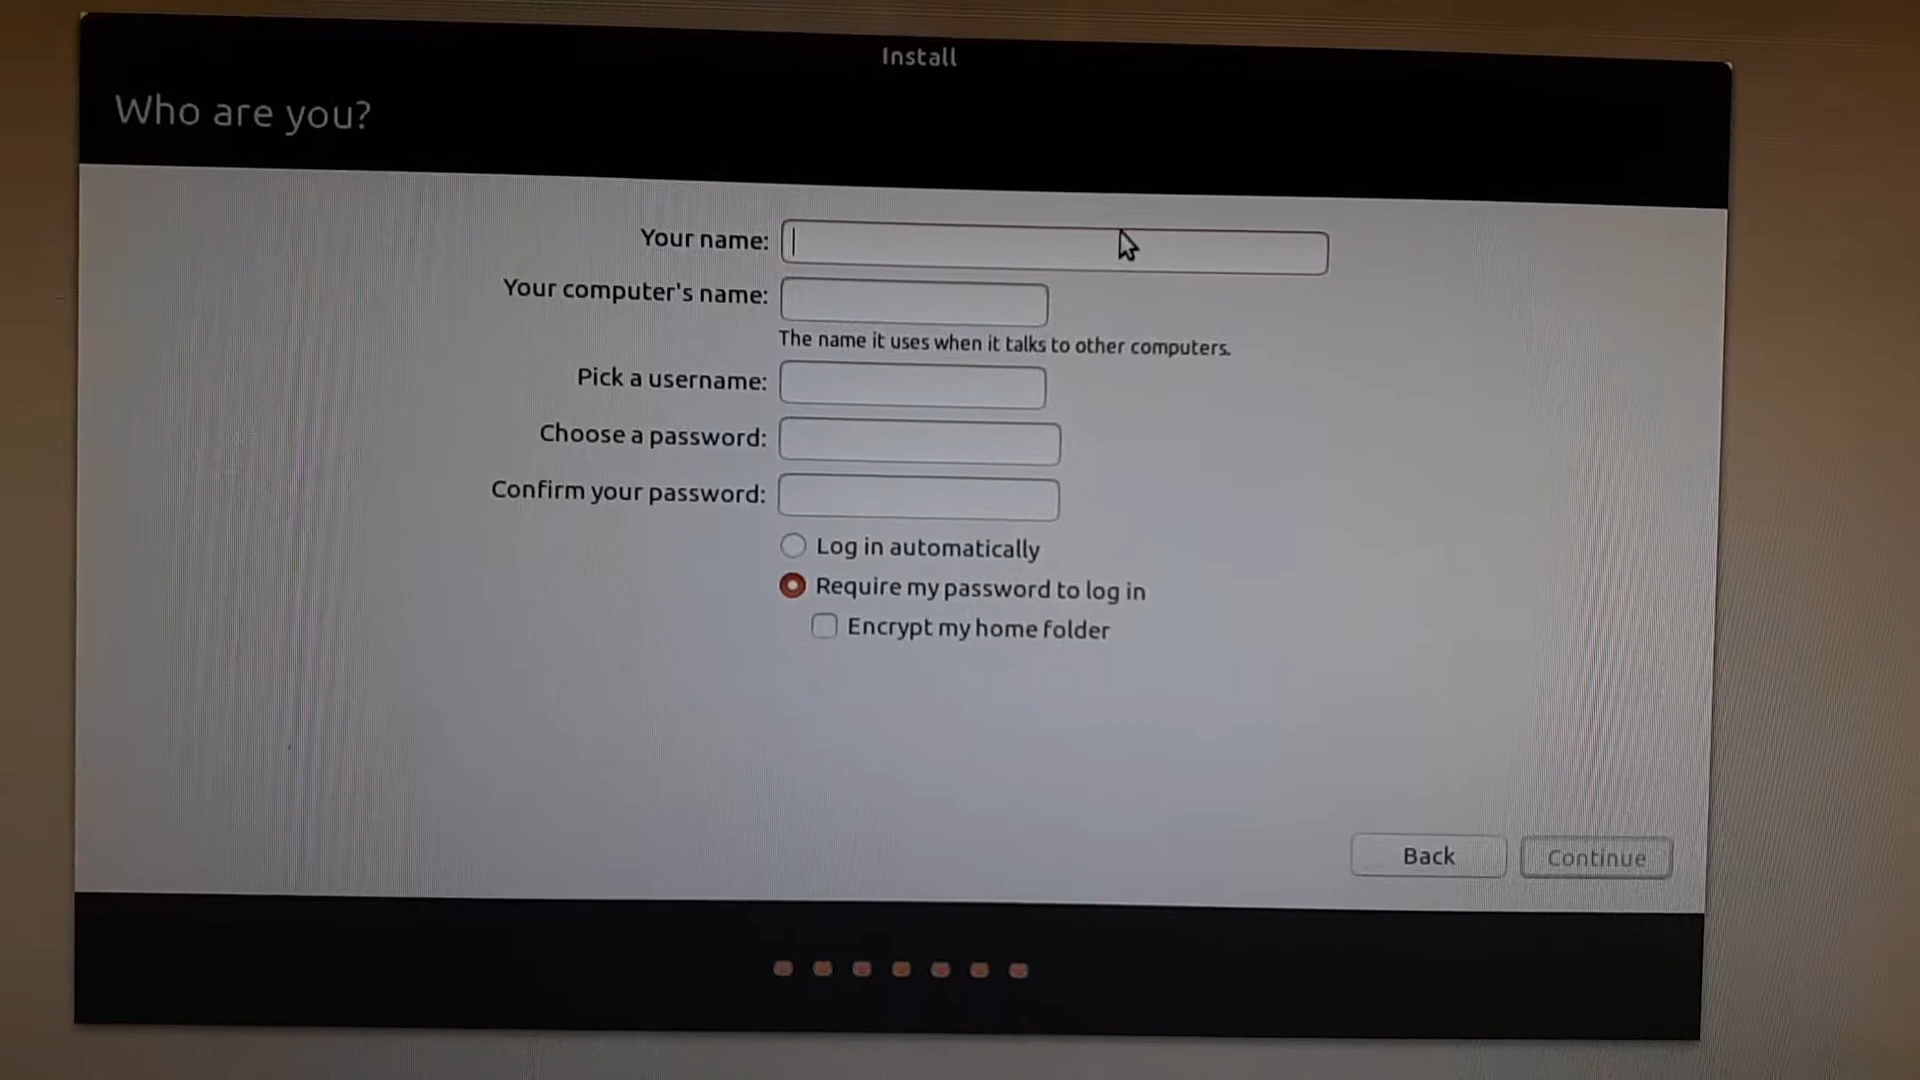 Install
Who are you?
Your name:
Your computer's name:
The name it uses when it talks to other computers.
Pick a username:
Choose a password:
Confirm your password:
Log in automatically
Require my password to log in
Encrypt my home folder
Back
Continue